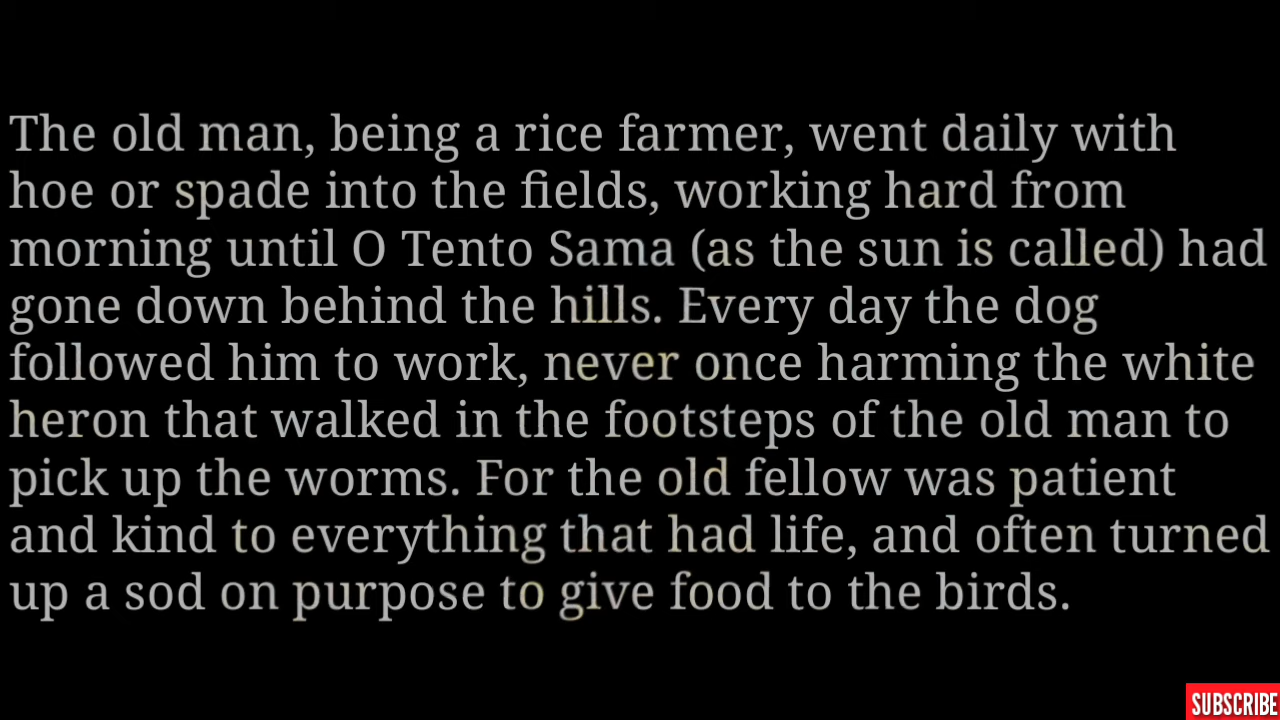 The old man, being a rice farmer, went daily with
hoe or spade into the fields, working hard from
morning until O Tento Sama (as the sun is called) had
gone down behind the hills. Every day the dog
followed him to work, never once harming the white
heron that walked in the footsteps of the old man to
pick up the worms. For the old fellow was patient
and kind to everything that had life, and often turned
up a sod on purpose to give food to the birds.
SUBSCRIBE